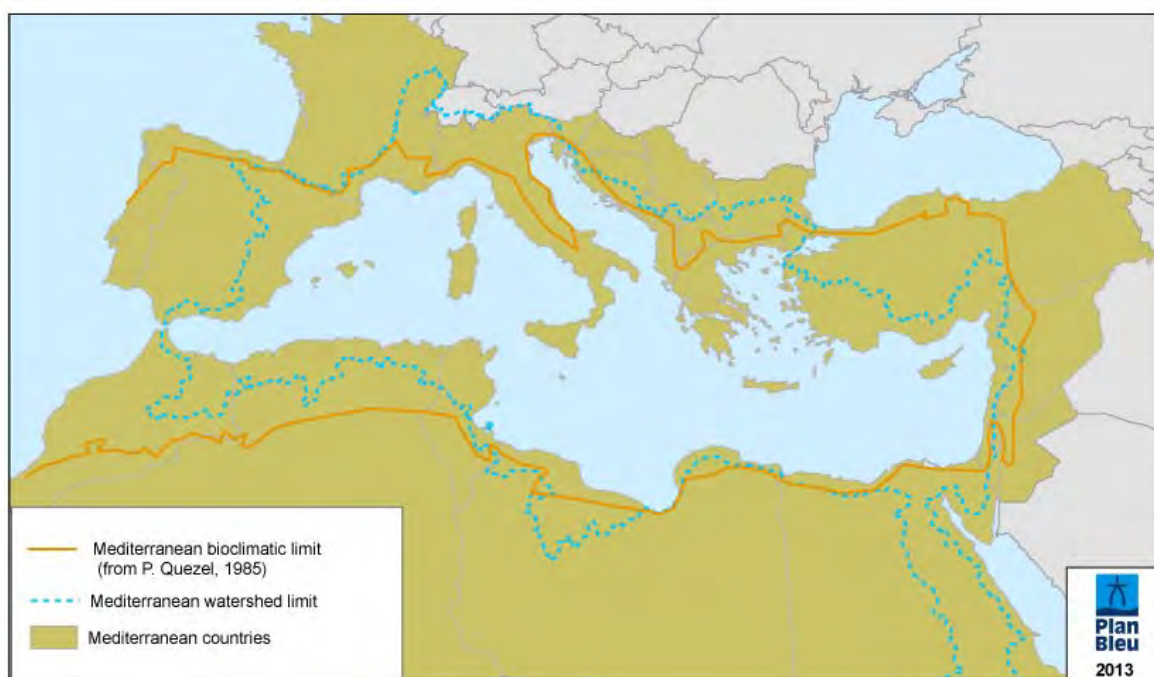 Mediterranean bioclimatic limit
(from P. Quezel, 1985)
Mediterranean watershed limit
Mediterranean countries
Plan
Bleu
2013